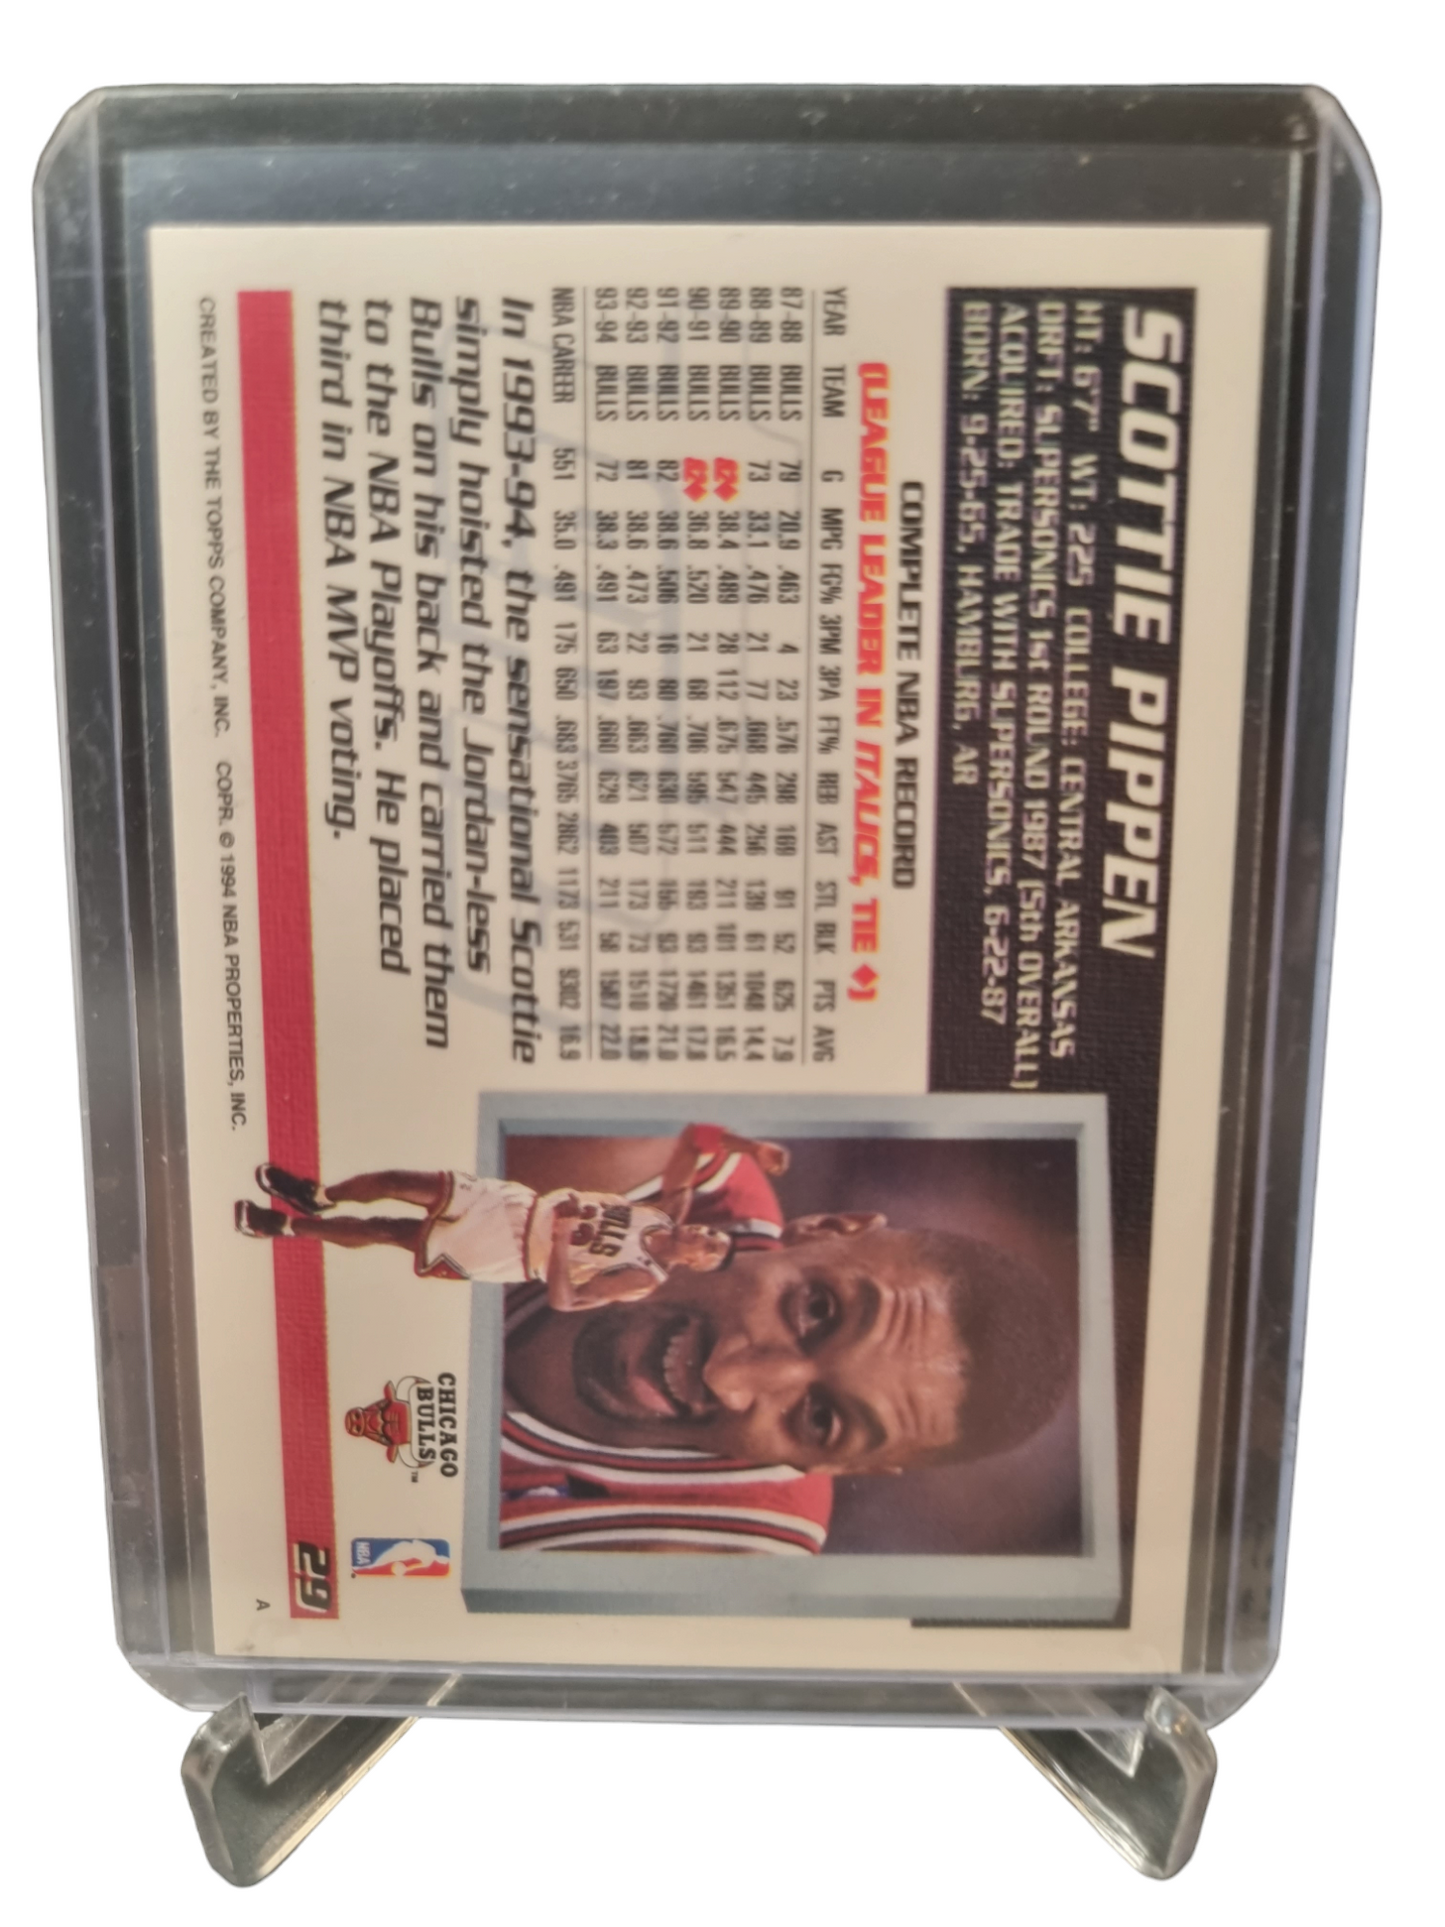 SCOTTIE PIPPEN
HT: 6'7" WT: 225 COLLEGE: CENTRAL ARKANSAS
DRFT: SUPERSONICS 1st ROUND 1987 (5th OVERALL)
ACQUIRED: TRADE WITH SUPERSONICS, 6-22-87
BORN: 9-25-65, HAMBURG, AR
COMPLETE NBA RECORD
(LEAGUE LEADER IN ITALICS, TIE ♦)
YEAR TEAM G MPG FG% 3PM 3PA FT% REB AST STL BLK PTS AVG
87-88 BULLS 79 20.9 .463 4 23 .576 298 169 91 52 625 7.9
88-89 BULLS 73 33.1 .476 21 77 .668 445 256 139 61 1048 14.4
89-90 BULLS 82♦ 38.4 .489 28 112 .675 547 444 211 101 1351 16.5
90-91 BULLS 82♦ 36.8 .520 21 68 .706 595 511 193 93 1461 17.8
91-92 BULLS 82 38.6 .506 16 80 .760 630 572 155 93 1720 21.0
92-93 BULLS 81 38.6 .473 22 93 .663 621 507 173 73 1510 18.6
93-94 BULLS 72 38.3 .491 63 197 .660 629 403 211 58 1587 22.0
NBA CAREER 551 35.0 .491 175 650 .683 3765 2862 1173 531 9302 16.9
In 1993-94, the sensational Scottie
simply hoisted the Jordan-less
Bulls on his back and carried them
to the NBA Playoffs. He placed
third in NBA MVP voting.
BULLS
CHICAGO
BULLS™
NBA
29
CREATED BY THE TOPPS COMPANY, INC. COPR. © 1994 NBA PROPERTIES, INC.
A